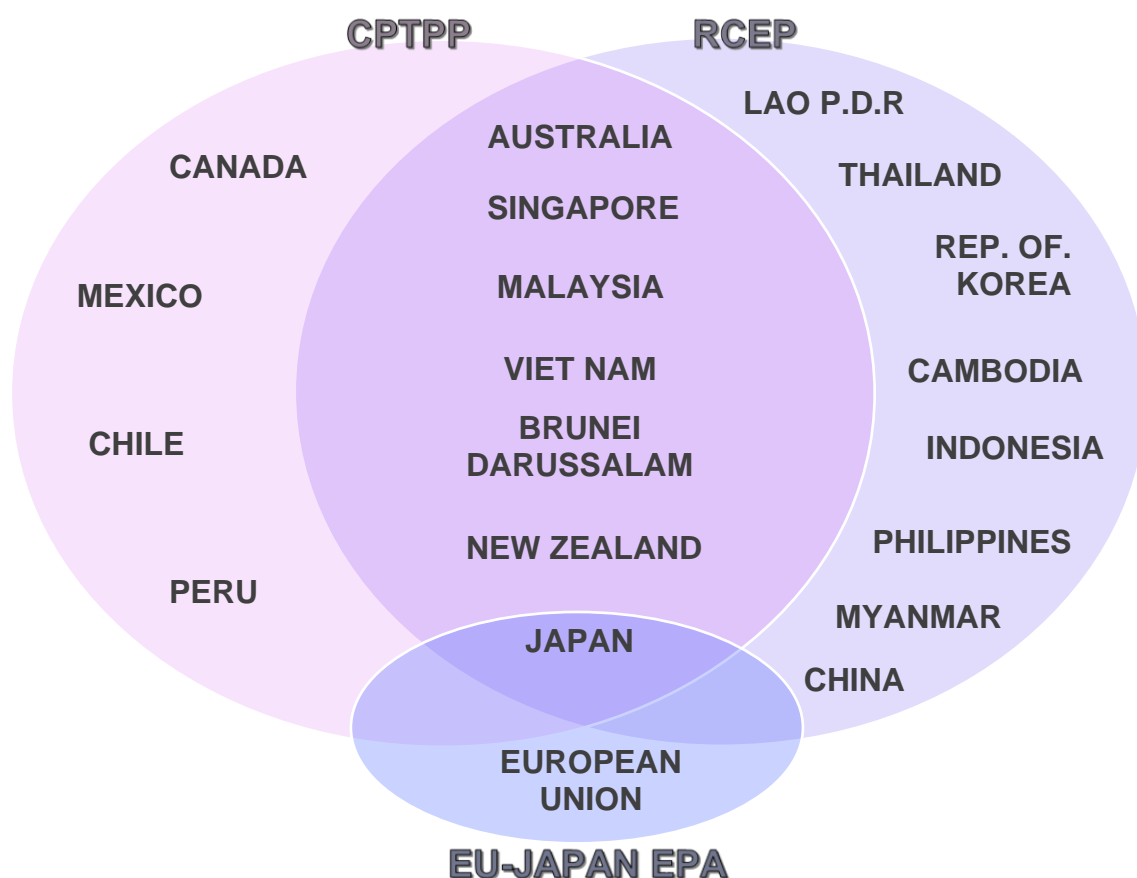 CPTPP
RCEP
CANADA
MEXICO
CHILE
PERU
AUSTRALIA
SINGAPORE
MALAYSIA
VIET NAM
BRUNEI
DARUSSALAM
NEW ZEALAND
JAPAN
LAO P.D.R
THAILAND
REP. OF.
KOREA
CAMBODIA
INDONESIA
PHILIPPINES
MYANMAR
CHINA
EUROPEAN
UNION
EU-JAPAN EPA